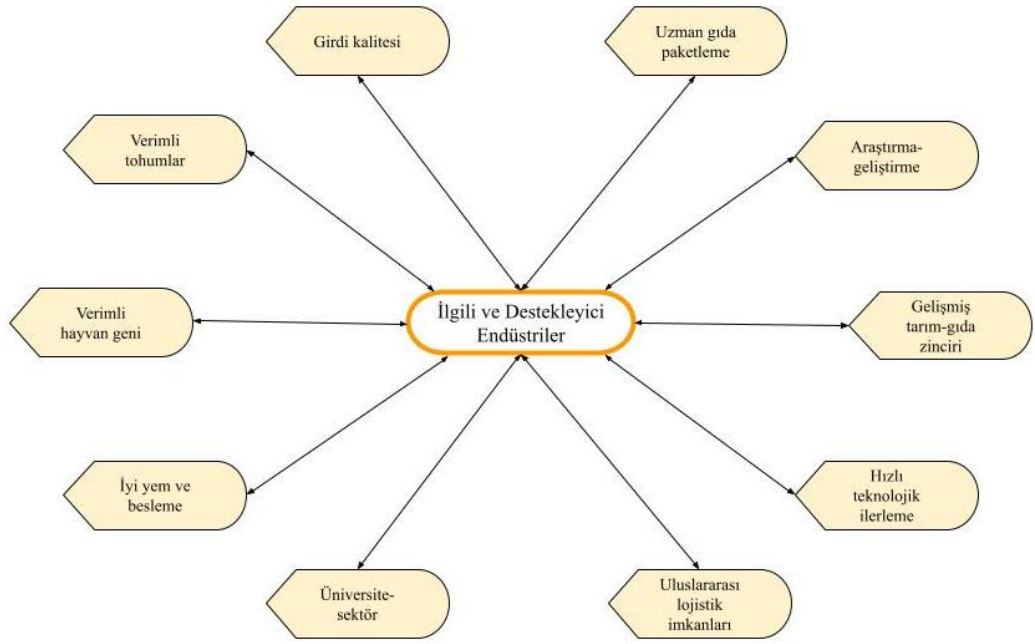 Girdi kalitesi
Uzman gıda
paketleme
Verimli
tohumlar
Araştırma-
geliştirme
Verimli
hayvan geni
İlgili ve Destekleyici
Endüstriler
Gelişmiş
tarım-gıda
zinciri
İyi yem ve
besleme
Hızlı
teknolojik
ilerleme
Üniversite-
sektör
Uluslararası
lojistik
imkanları